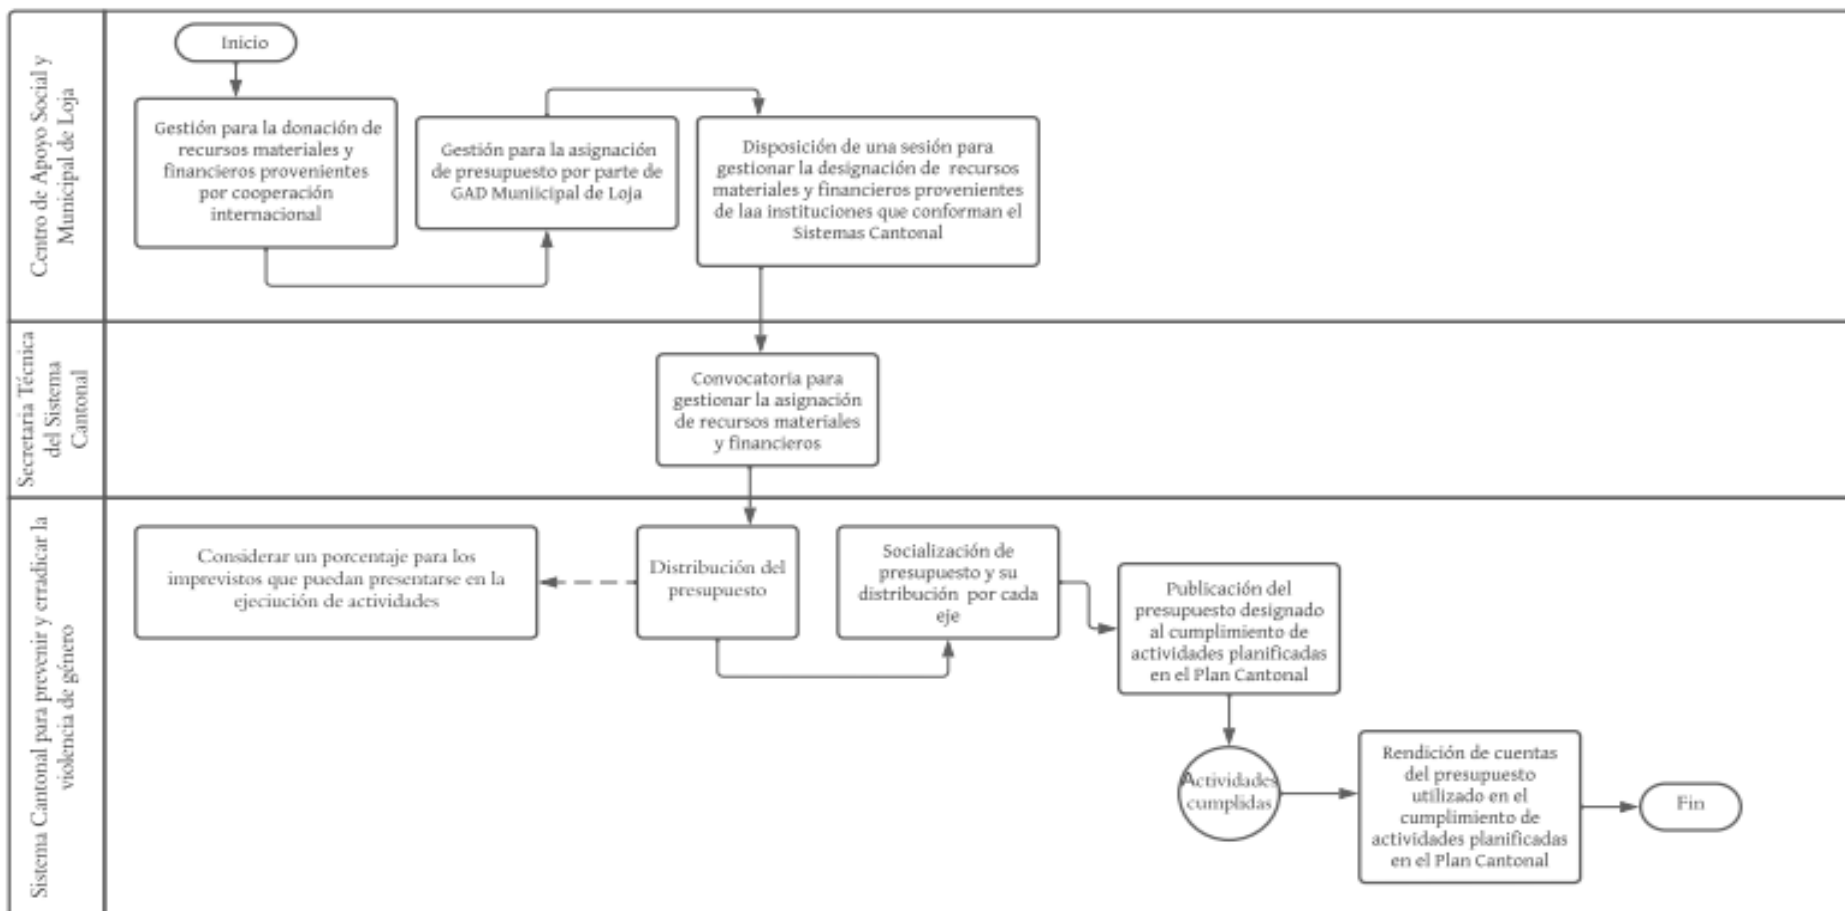 Centro de Apoyo Social y
Municipal de Loja
Inicio
Gestión para la donación de
recursos materiales y
financieros provenientes
por cooperación
internacional
Gestión para la asignación
de presupuesto por parte de
GAD Muniicipal de Loja
Disposición de una sesión para
gestionar la designación de recursos
materiales y financieros provenientes
de laa instituciones que conforman el
Sistemas Cantonal
Secretaria Técnica
del Sistema
Cantonal
Convocatoria para
gestionar la asignación
de recursos materiales
y financieros
Sistema Cantonal para prevenir y erradicar la
violencia de género
Considerar un porcentaje para los
imprevistos que puedan presentarse en la
ejeciución de actividades
Distribución del
presupuesto
Socialización de
presupuesto y su
distribución por cada
eje
Publicación del
presupuesto designado
al cumplimiento de
actividades planificadas
en el Plan Cantonal
Actividades
cumplidas
Rendición de cuentas
del presupuesto
utilizado en el
cumplimiento de
actividades planificadas
en el Plan Cantonal
Fin